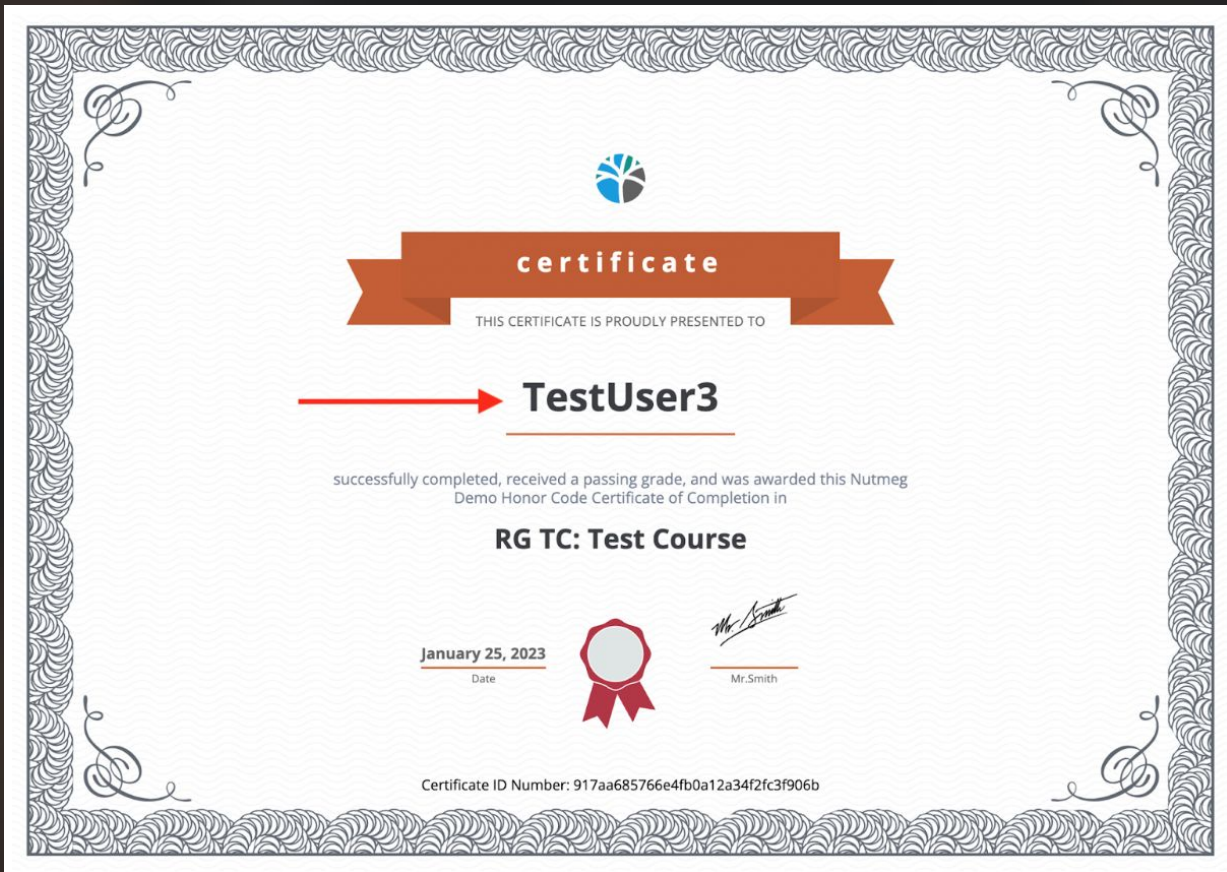 certificate
THIS CERTIFICATE IS PROUDLY PRESENTED TO
TestUser3
successfully completed, received a passing grade, and was awarded this Nutmeg
Demo Honor Code Certificate of Completion in
RG TC: Test Course
Mr Smith
January 25, 2023
Date
Mr.Smith
Certificate ID Number: 917aa685766e4fb0a12a34f2fc3f906b